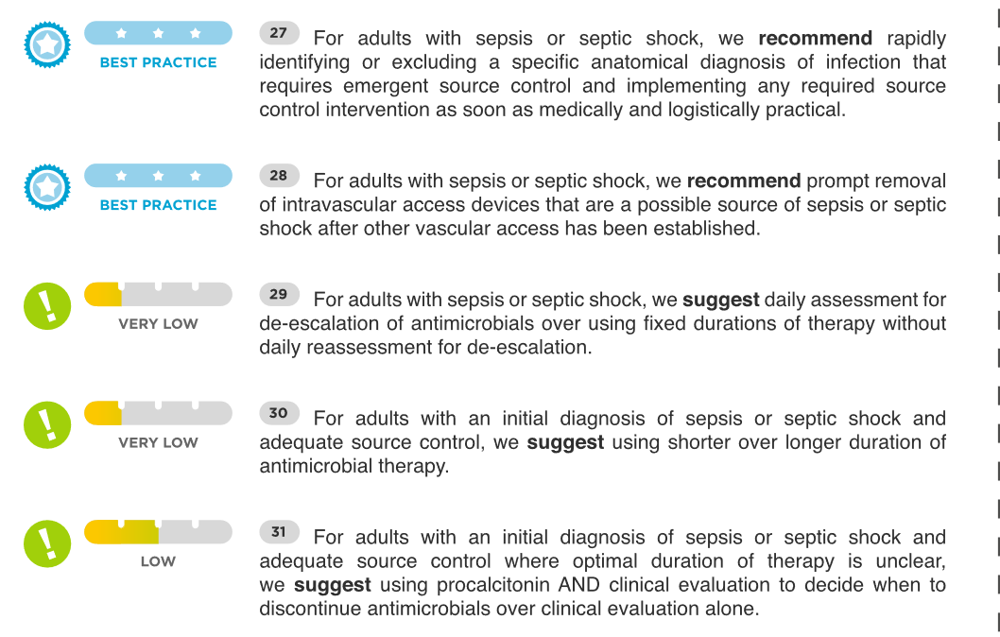 27 For adults with sepsis or septic shock, we recommend rapidly
identifying or excluding a specific anatomical diagnosis of infection that
requires emergent source control and implementing any required source
control intervention as soon as medically and logistically practical.
BEST PRACTICE
28 For adults with sepsis or septic shock, we recommend prompt removal
of intravascular access devices that are a possible source of sepsis or septic
shock after other vascular access has been established.
BEST PRACTICE
29 For adults with sepsis or septic shock, we suggest daily assessment for
de-escalation of antimicrobials over using fixed durations of therapy without
daily reassessment for de-escalation.
VERY LOW
30 For adults with an initial diagnosis of sepsis or septic shock and
adequate source control, we suggest using shorter over longer duration of
antimicrobial therapy.
VERY LOW
31 For adults with an initial diagnosis of sepsis or septic shock and
adequate source control where optimal duration of therapy is unclear,
we suggest using procalcitonin AND clinical evaluation to decide when to
discontinue antimicrobials over clinical evaluation alone.
LOW